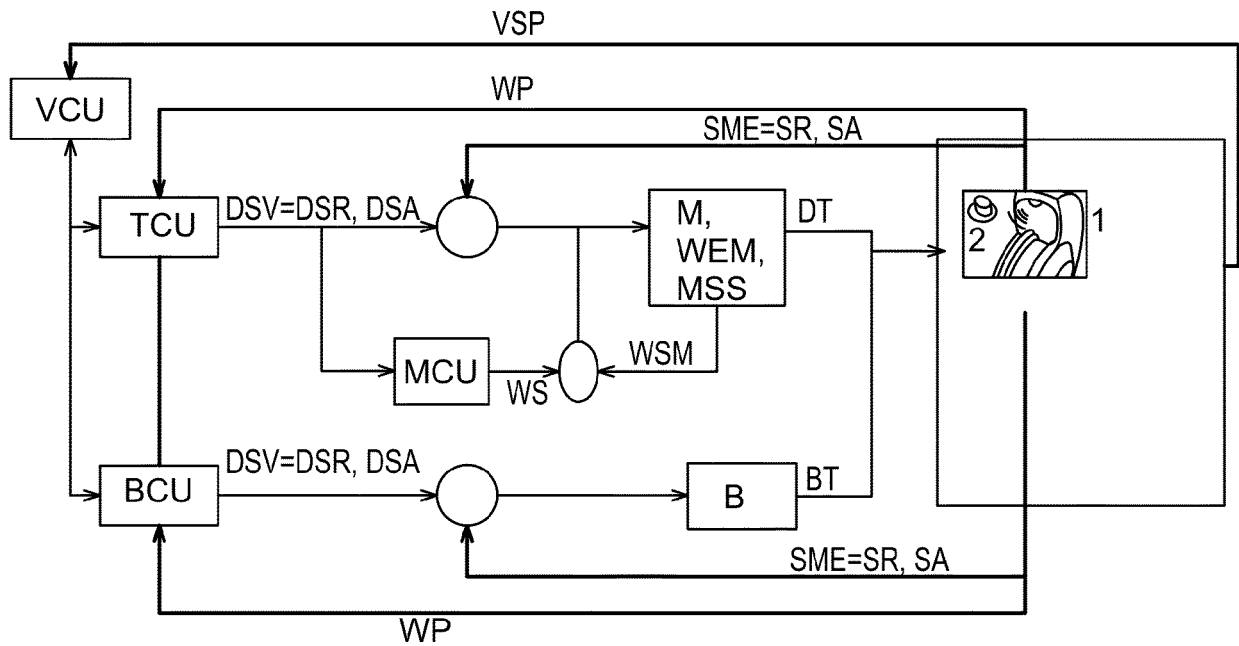 VSP
VCU
WP
SME=SR, SA
TCU
DSV=DSR, DSA
M,
WEM,
MSS
DT
2
1
MCU
WS
WSM
BCU
DSV=DSR, DSA
B
BT
SME=SR, SA
WP